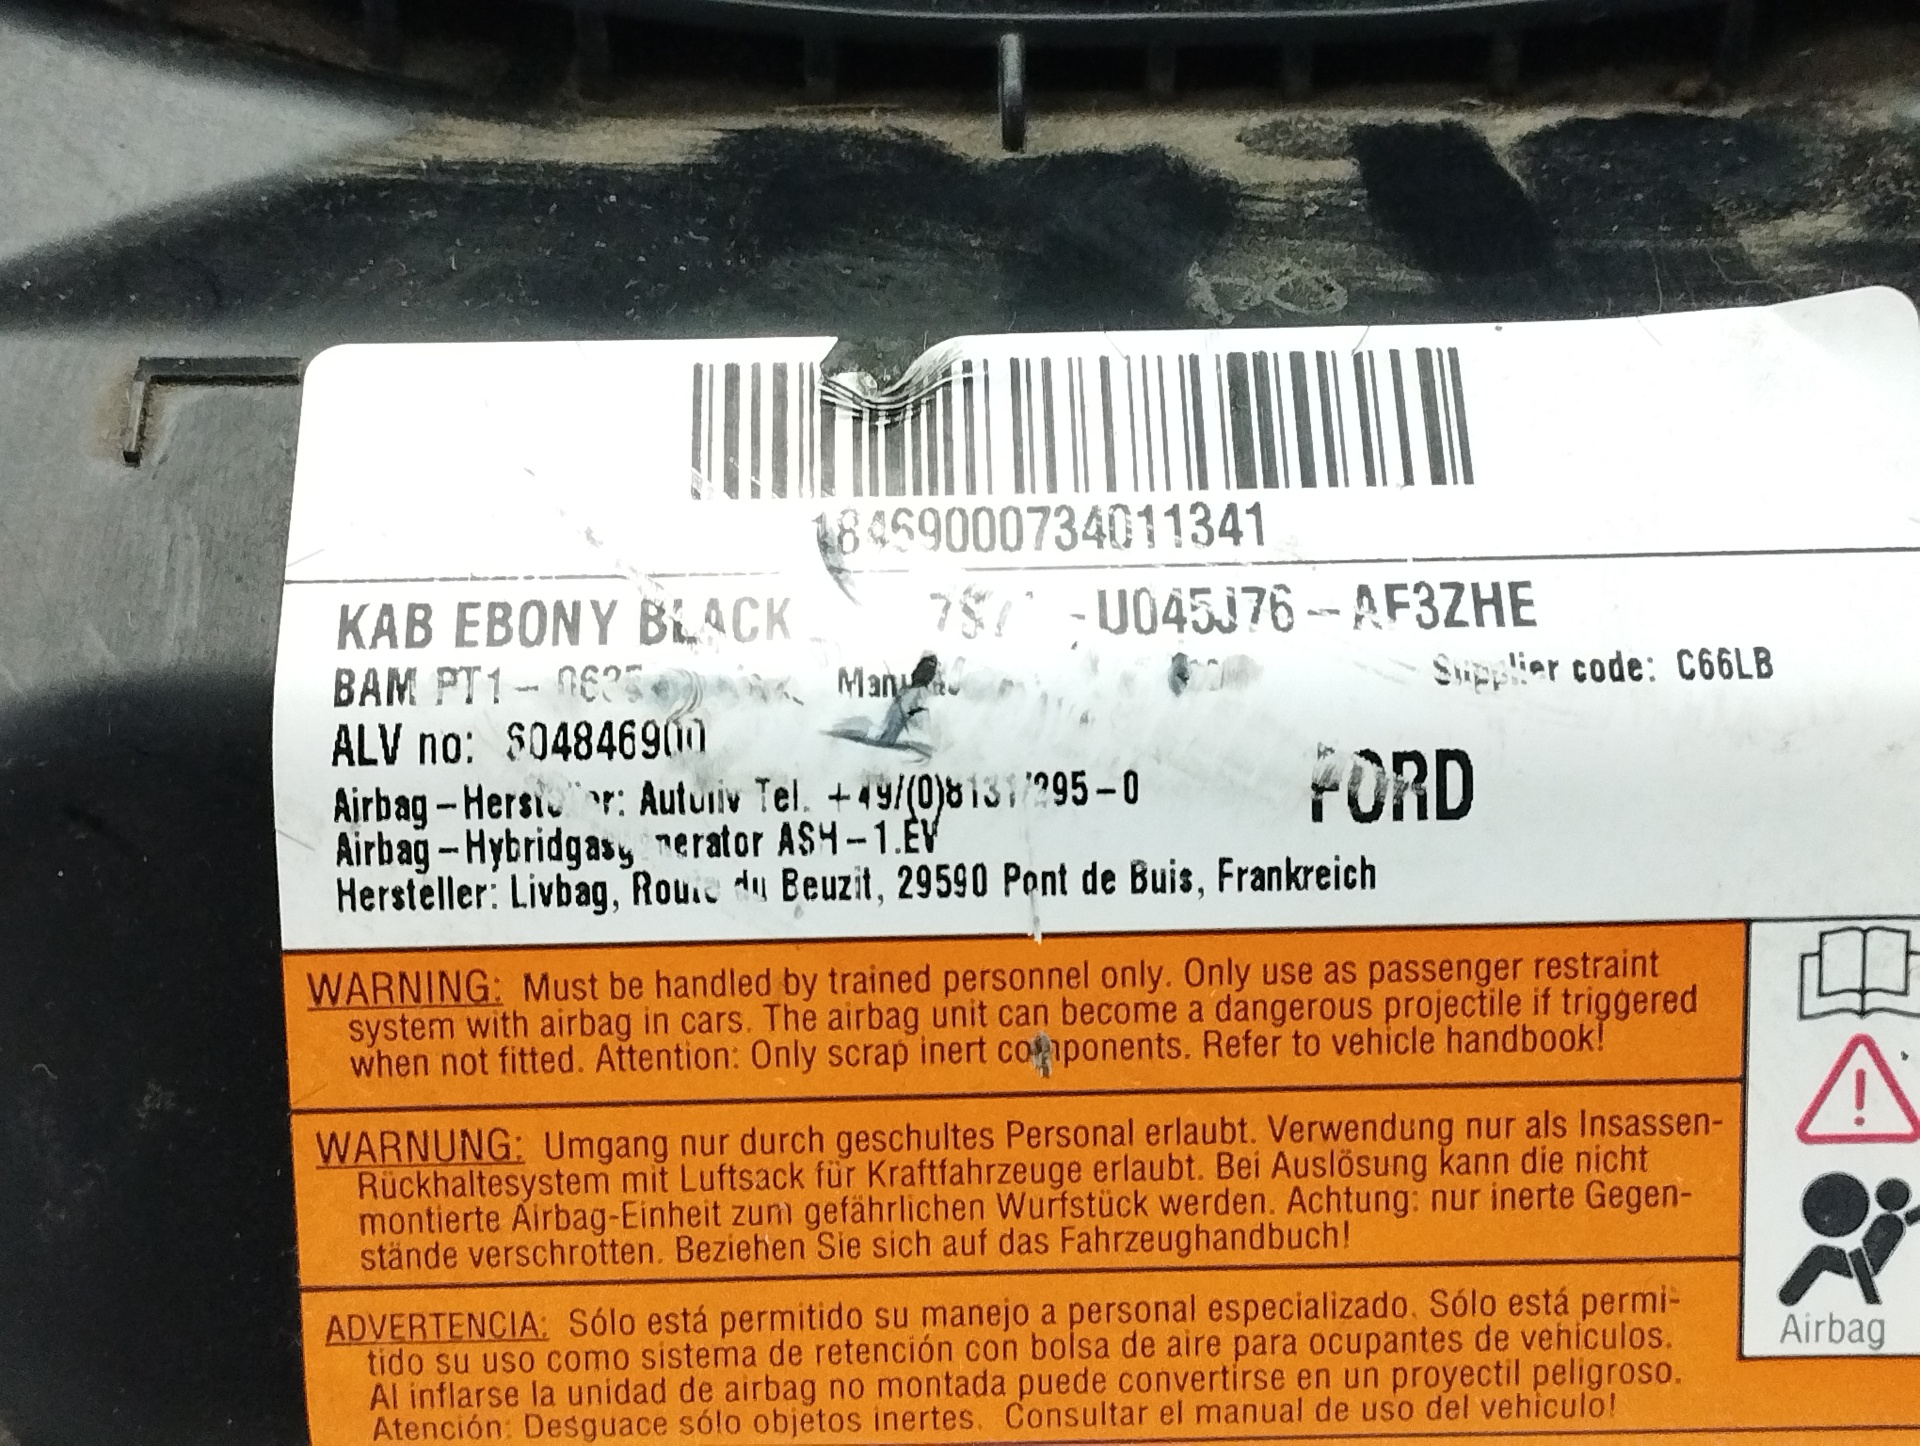 18469000734011341
KAB EBONY BLACK -U045J76-AF3ZHE
BAM PT1- Supplier code: C66LB
ALV no: 604846900
FORD
Airbag-Hersteller: Autoliv Tel. +49/(0)8131/295-0
Airbag-Hybridgasgenerator ASH-1.EV
Hersteller: Livbag, Route du Beuzit, 29590 Pont de Buis, Frankreich
WARNING: Must be handled by trained personnel only. Only use as passenger restraint
system with airbag in cars. The airbag unit can become a dangerous projectile if triggered
when not fitted. Attention: Only scrap inert components. Refer to vehicle handbook!
WARNUNG: Umgang nur durch geschultes Personal erlaubt. Verwendung nur als Insassen-
Rückhaltesystem mit Luftsack für Kraftfahrzeuge erlaubt. Bei Auslösung kann die nicht
montierte Airbag-Einheit zum gefährlichen Wurfstück werden. Achtung: nur inerte Gegen-
stände verschrotten. Beziehen Sie sich auf das Fahrzeughandbuch!
ADVERTENCIA: Sólo está permitido su manejo a personal especializado. Sólo está permi-
tido su uso como sistema de retención con bolsa de aire para ocupantes de vehículos.
Al inflarse la unidad de airbag no montada puede convertirse en un proyectil peligroso.
Atención: Desguace sólo objetos inertes. Consultar el manual de uso del vehículo!
Airbag